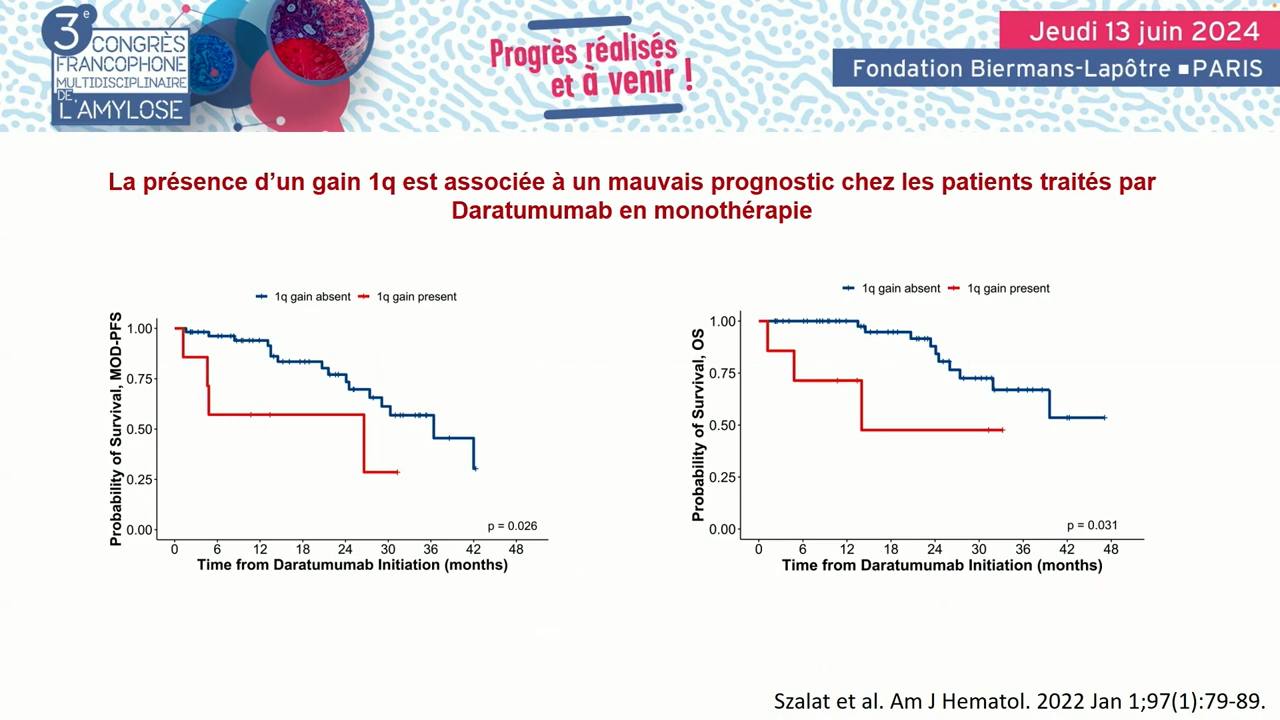 3e
CONGRÈS
FRANCOPHONE
MULTIDISCIPLINAIRE
DE
L'AMYLOSE
Progrès réalisés
et à venir !
Jeudi 13 juin 2024
Fondation Biermans-Lapôtre ▪ PARIS
La présence d’un gain 1q est associée à un mauvais prognostic chez les patients traités par
Daratumumab en monothérapie
1q gain absent 1q gain present
Probability of Survival, MOD-PFS
1.00
0.75
0.50
0.25
0.00
p = 0.026
0 6 12 18 24 30 36 42 48
Time from Daratumumab Initiation (months)
1q gain absent 1q gain present
Probability of Survival, OS
1.00
0.75
0.50
0.25
0.00
p = 0.031
0 6 12 18 24 30 36 42 48
Time from Daratumumab Initiation (months)
Szalat et al. Am J Hematol. 2022 Jan 1;97(1):79-89.